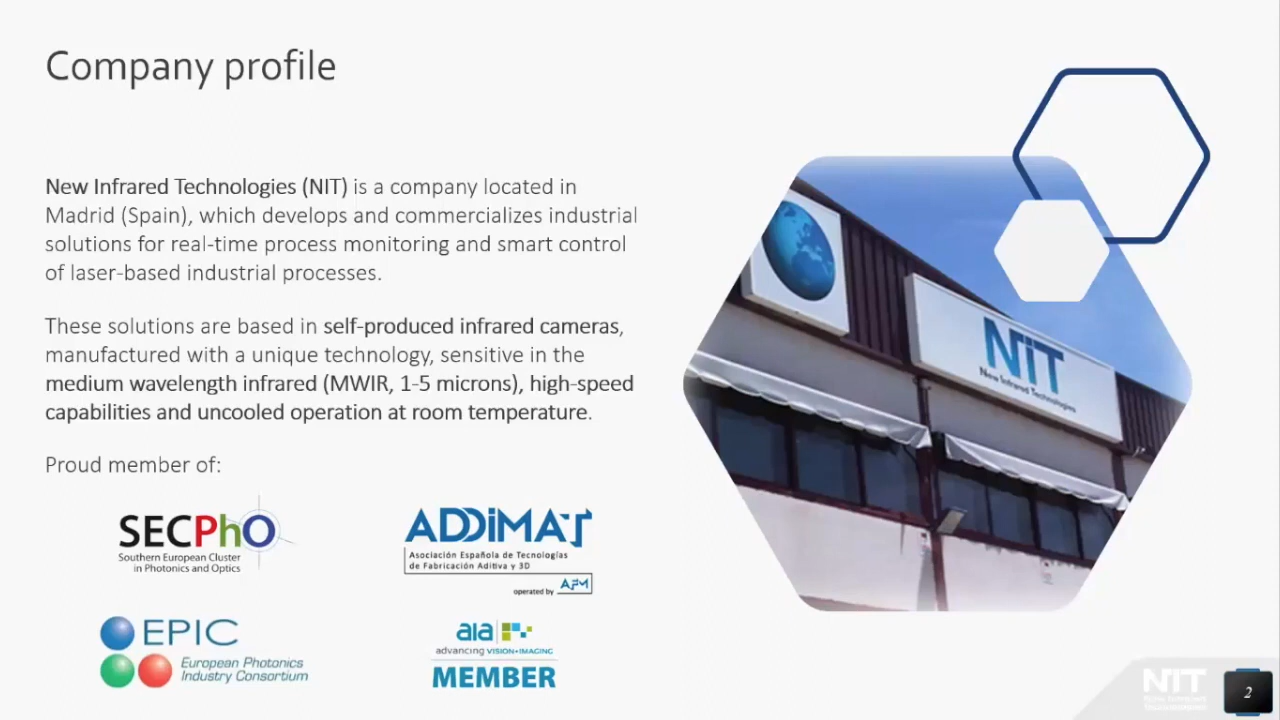 Company profile
New Infrared Technologies (NIT) is a company located in
Madrid (Spain), which develops and commercializes industrial
solutions for real-time process monitoring and smart control
of laser-based industrial processes.
These solutions are based in self-produced infrared cameras,
manufactured with a unique technology, sensitive in the
medium wavelength infrared (MWIR, 1-5 microns), high-speed
capabilities and uncooled operation at room temperature.
Proud member of:
SECPhO
Southern European Cluster
in Photonics and Optics
ADDiMAT
Asociación Española de Tecnologías
de Fabricación Aditiva y 3D
operated by AFM
EPIC
European Photonics
Industry Consortium
aia
advancing VISION+IMAGING
MEMBER
NiT
New Infrared Technologies
NIT
New Infrared
Technologies
2